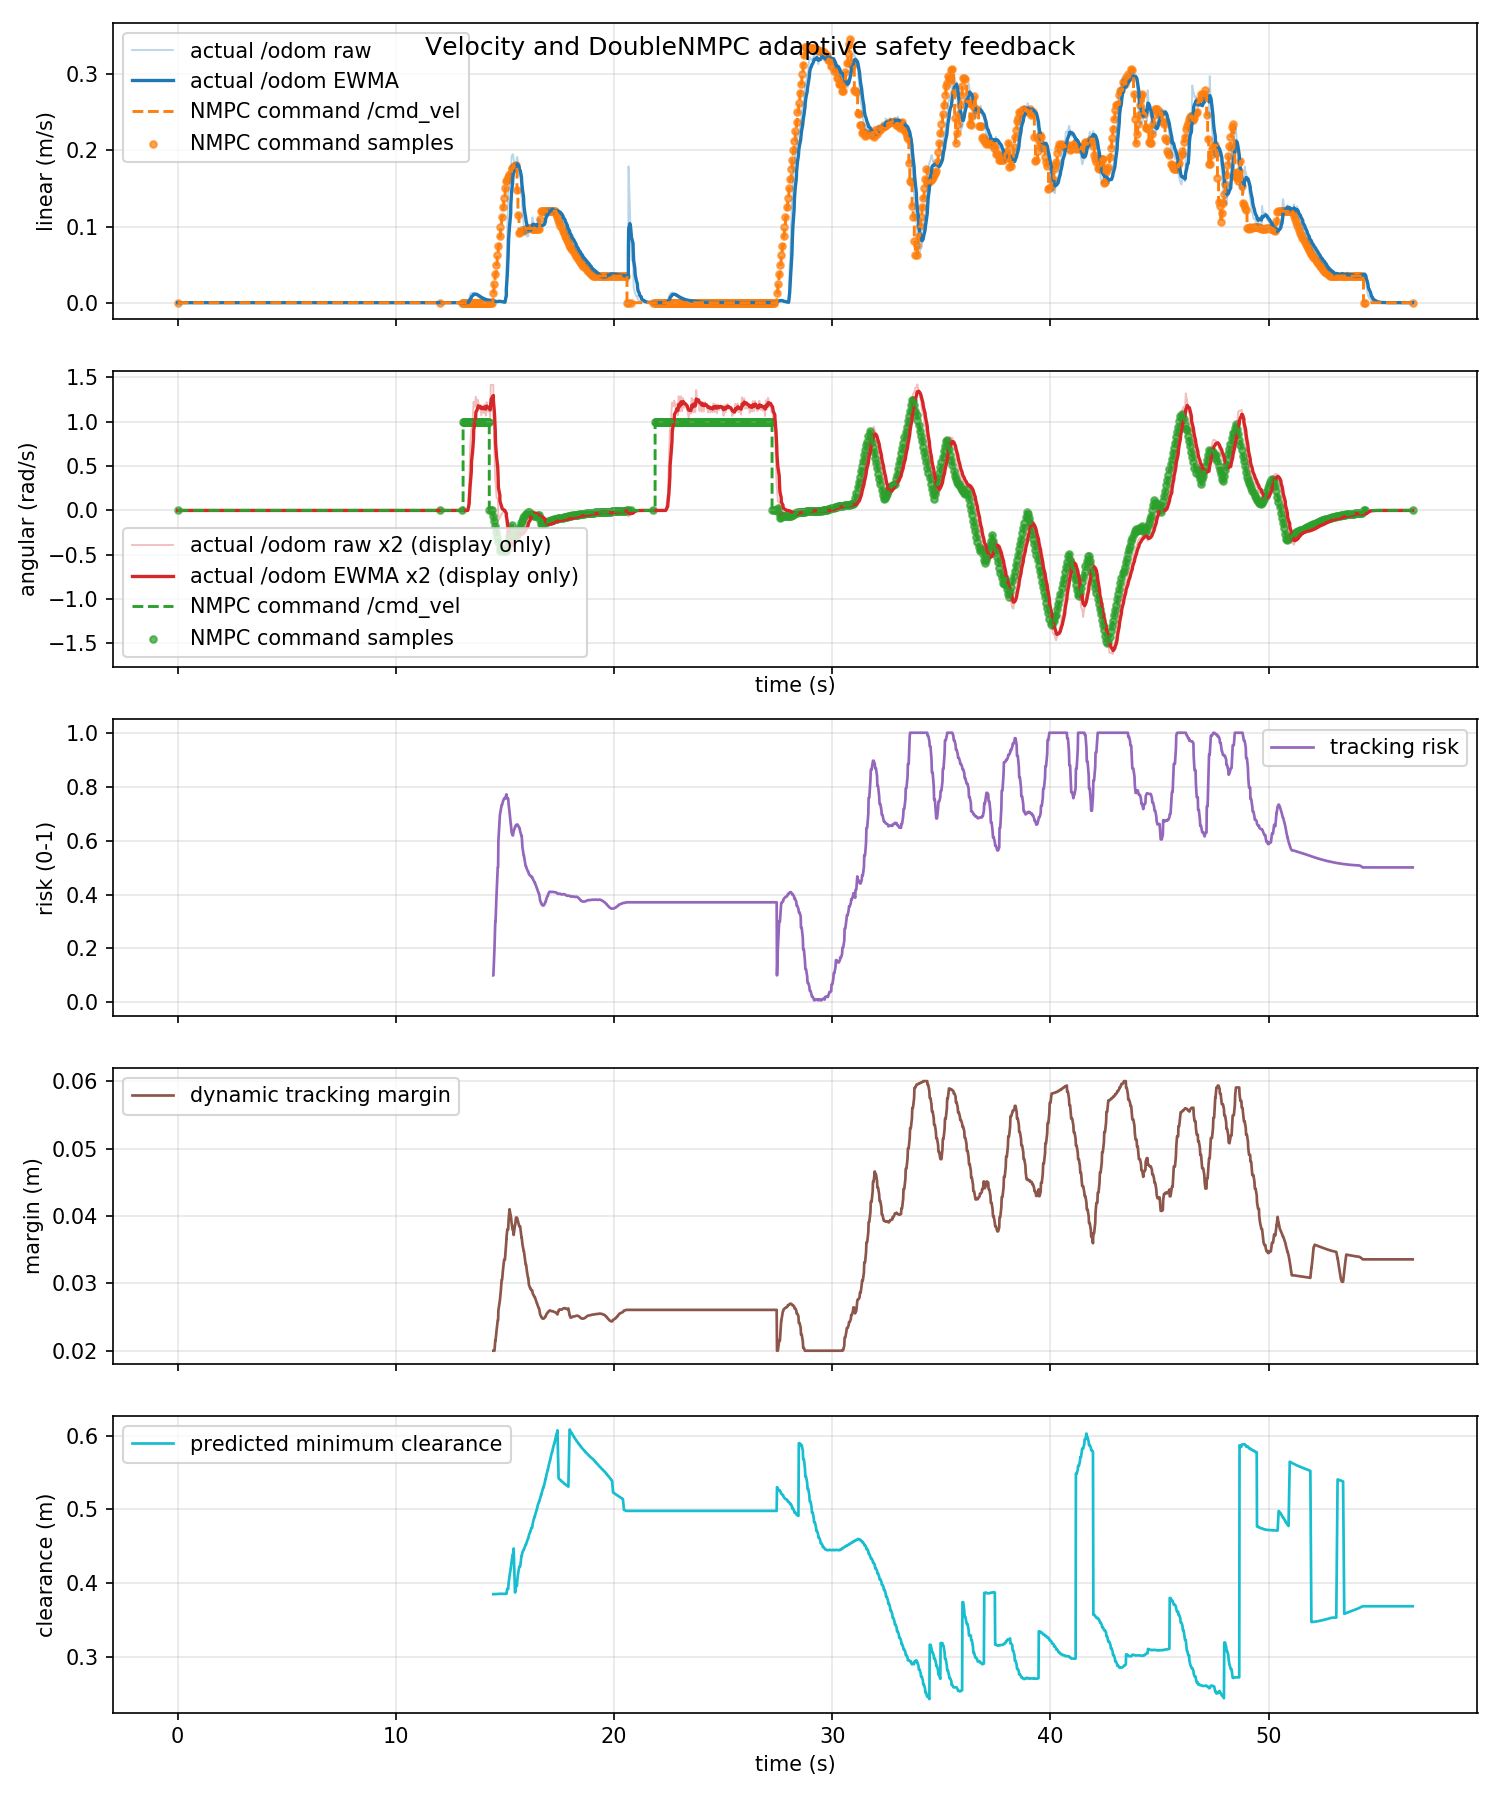 Velocity and DoubleNMPC adaptive safety feedback
actual /odom raw
actual /odom EWMA
NMPC command /cmd_vel
NMPC command samples
linear (m/s)
0.3
0.2
0.1
0.0
angular (rad/s)
1.5
1.0
0.5
0.0
−0.5
−1.0
−1.5
actual /odom raw x2 (display only)
actual /odom EWMA x2 (display only)
NMPC command /cmd_vel
NMPC command samples
time (s)
risk (0-1)
1.0
0.8
0.6
0.4
0.2
0.0
tracking risk
margin (m)
0.06
0.05
0.04
0.03
0.02
dynamic tracking margin
clearance (m)
0.6
0.5
0.4
0.3
predicted minimum clearance
0 10 20 30 40 50
time (s)